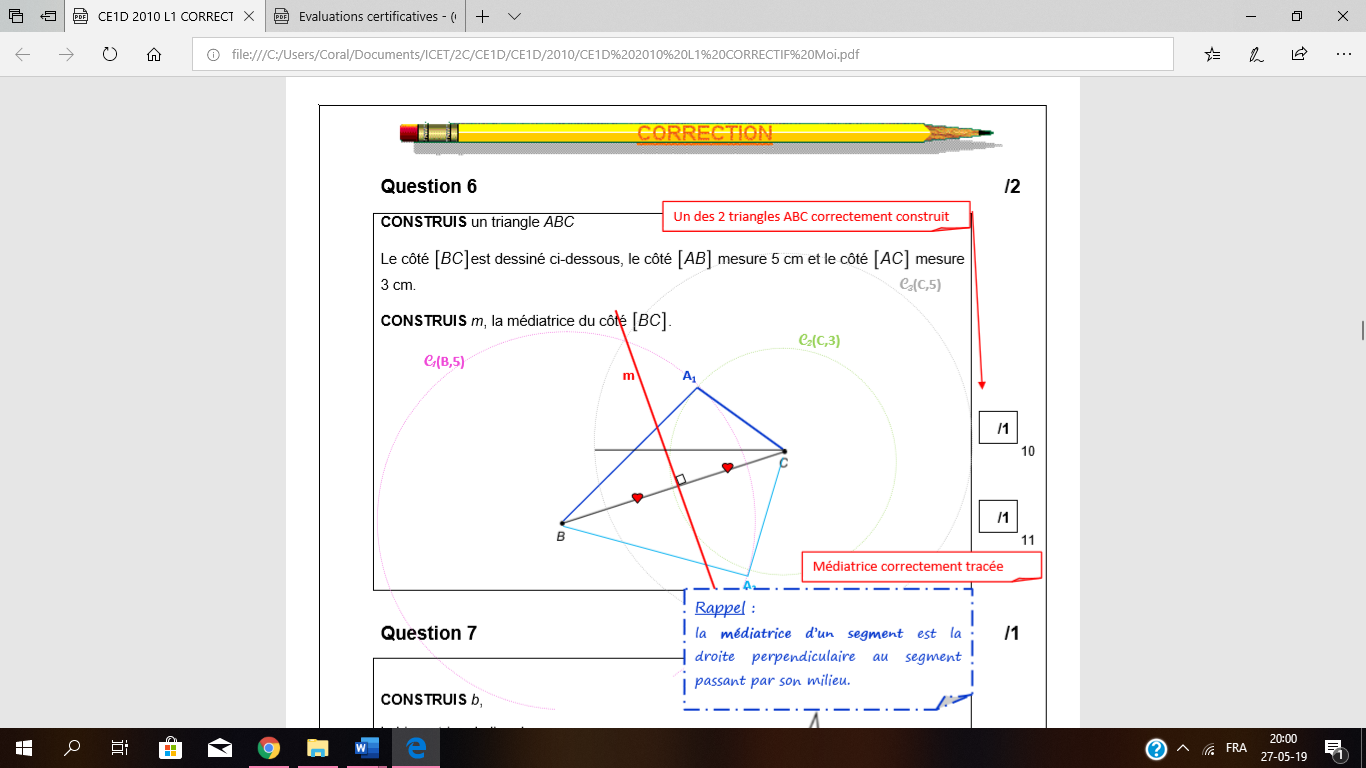 CE1D 2010 L1 CORRECT
Evaluations certificatives - (
file:///C:/Users/Coral/Documents/ICET/2C/CE1D/CE1D/2010/CE1D%202010%20L1%20CORRECTIF%20Moi.pdf
CORRECTION
Question 6 /2
Un des 2 triangles ABC correctement construit
CONSTRUIS un triangle ABC
Le côté [BC] est dessiné ci-dessous, le côté [AB] mesure 5 cm et le côté [AC] mesure
3 cm.
C₃(C,5)
CONSTRUIS m, la médiatrice du côté [BC].
C₂(C,3)
C₁(B,5)
m
A₁
/1
10
C
/1
11
B
Médiatrice correctement tracée
Rappel :
la médiatrice d'un segment est la
droite perpendiculaire au segment
passant par son milieu.
Question 7 /1
CONSTRUIS b,
FRA
20:00
27-05-19
1